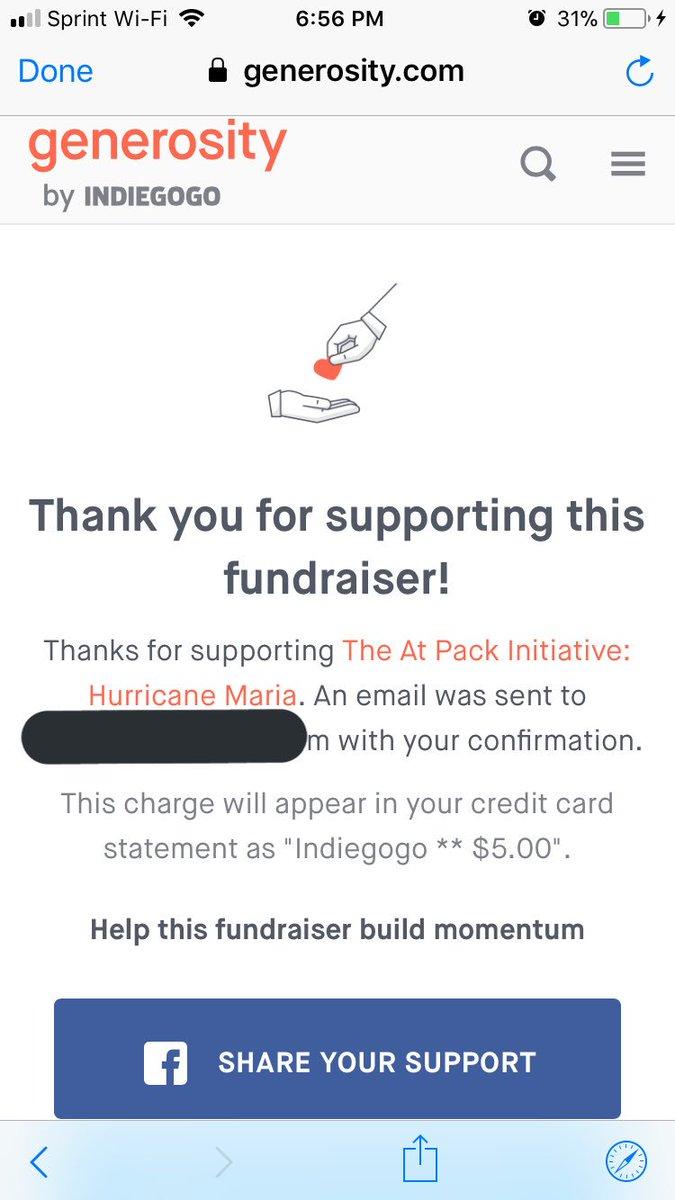 Sprint Wi-Fi 6:56 PM 31%
Done generosity.com
generosity
by INDIEGOGO
Thank you for supporting this
fundraiser!
Thanks for supporting The At Pack Initiative:
Hurricane Maria. An email was sent to
m with your confirmation.
This charge will appear in your credit card
statement as "Indiegogo ** $5.00".
Help this fundraiser build momentum
f SHARE YOUR SUPPORT